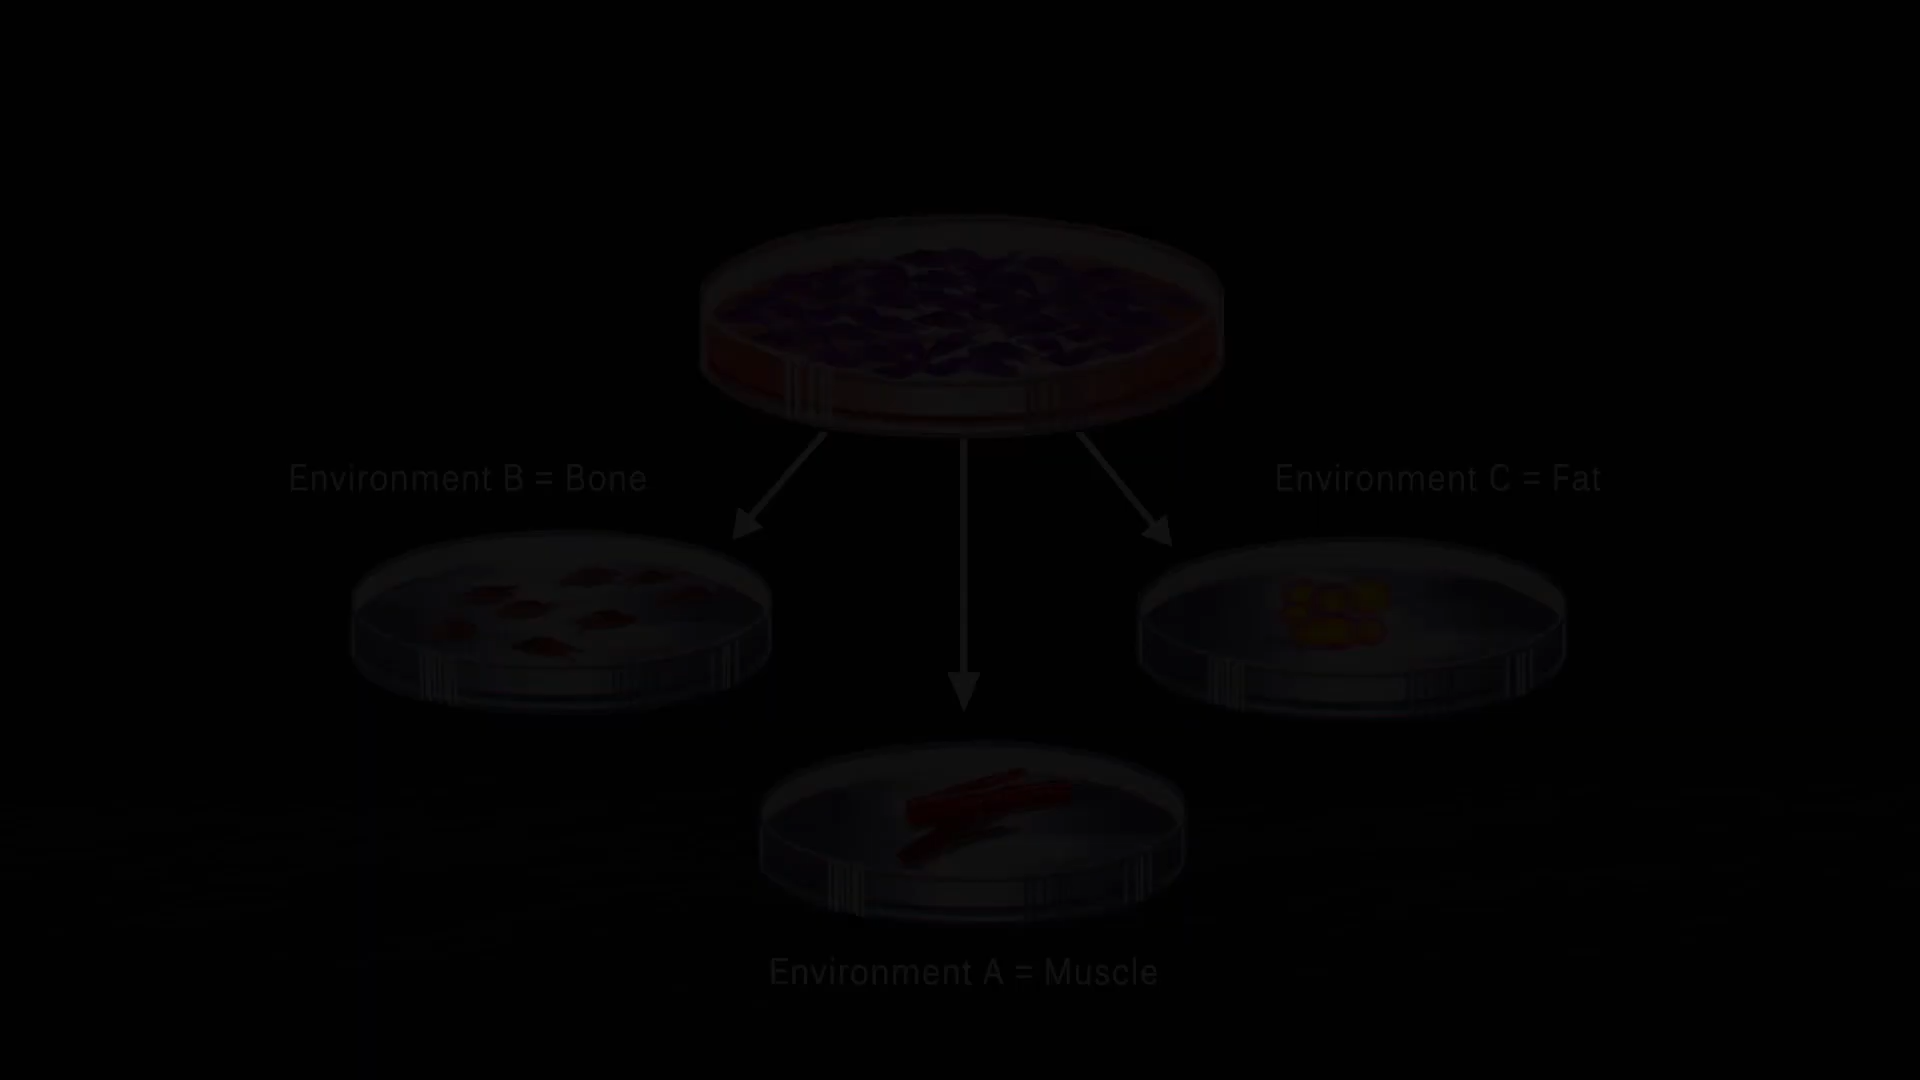 Environment B = Bone
Environment C = Fat
Environment A = Muscle